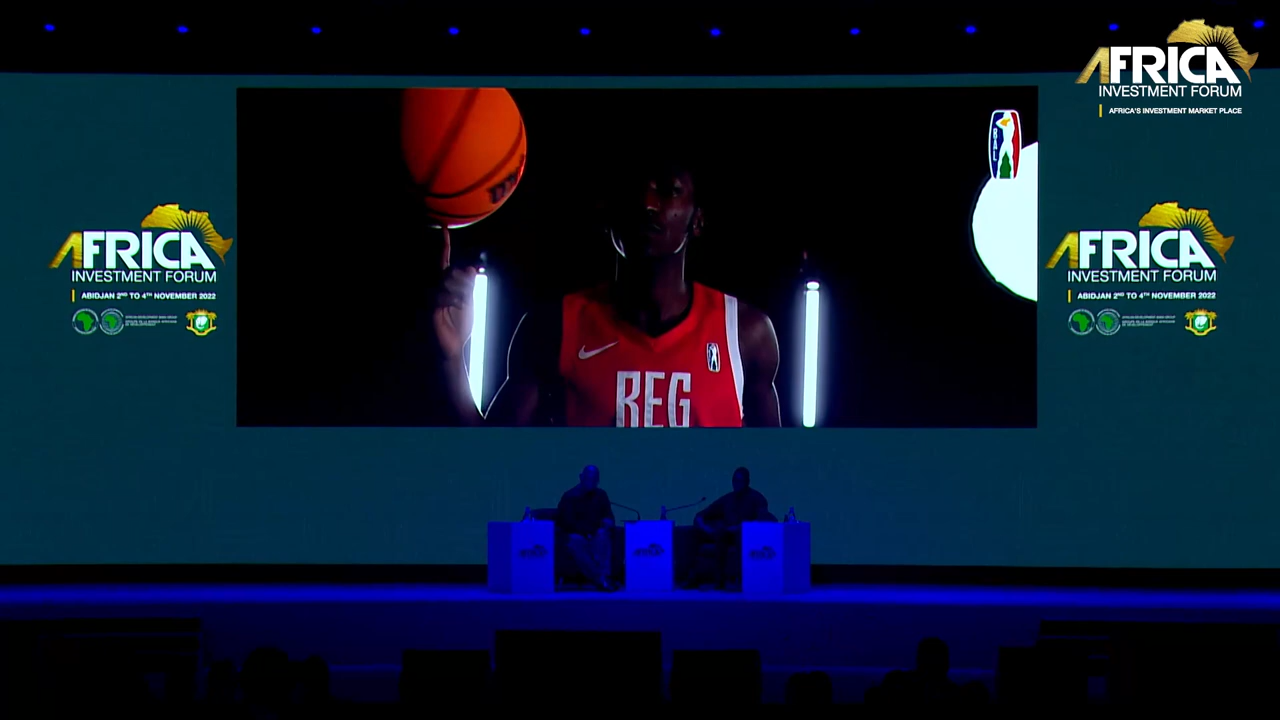 AFRICA
INVESTMENT FORUM
AFRICA'S INVESTMENT MARKET PLACE
BAL
REG
AFRICA
INVESTMENT FORUM
ABIDJAN 2ND TO 4TH NOVEMBER 2022
AFRICA
INVESTMENT FORUM
ABIDJAN 2ND TO 4TH NOVEMBER 2022